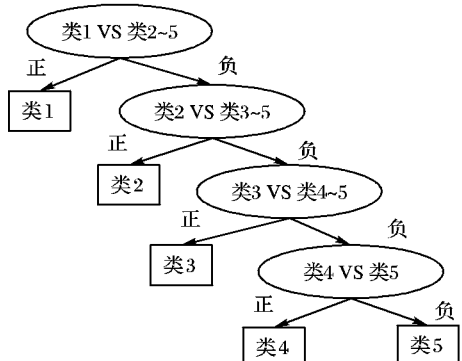 类1 VS 类2~5
正
负
类1
类2 VS 类3~5
正
负
类2
类3 VS 类4~5
正
负
类3
类4 VS 类5
正
负
类4
类5